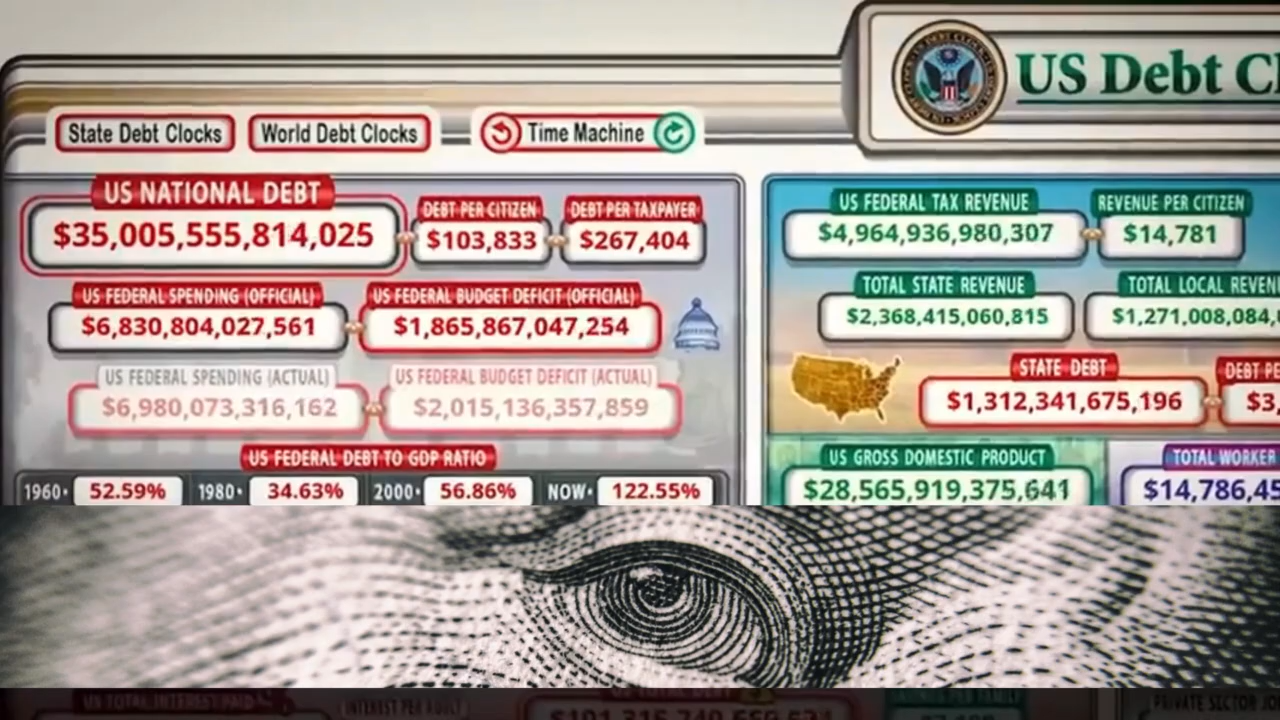 US Debt Cl
State Debt Clocks
World Debt Clocks
Time Machine
US NATIONAL DEBT
$35,005,555,814,025
DEBT PER CITIZEN
$103,833
DEBT PER TAXPAYER
$267,404
US FEDERAL SPENDING (OFFICIAL)
$6,830,804,027,561
US FEDERAL BUDGET DEFICIT (OFFICIAL)
$1,865,867,047,254
US FEDERAL SPENDING (ACTUAL)
$6,980,073,316,162
US FEDERAL BUDGET DEFICIT (ACTUAL)
$2,015,136,357,859
US FEDERAL DEBT TO GDP RATIO
1960• 52.59% 1980• 34.63% 2000• 56.86% NOW• 122.55%
US FEDERAL TAX REVENUE
$4,964,936,980,307
REVENUE PER CITIZEN
$14,781
TOTAL STATE REVENUE
$2,368,415,060,815
TOTAL LOCAL REVEN
$1,271,008,084,
STATE DEBT
$1,312,341,675,196
DEBT PE
$3,
US GROSS DOMESTIC PRODUCT
$28,565,919,375,641
TOTAL WORKER
$14,786,45
US TOTAL INTEREST PAID
PRIVATE SECTOR JO